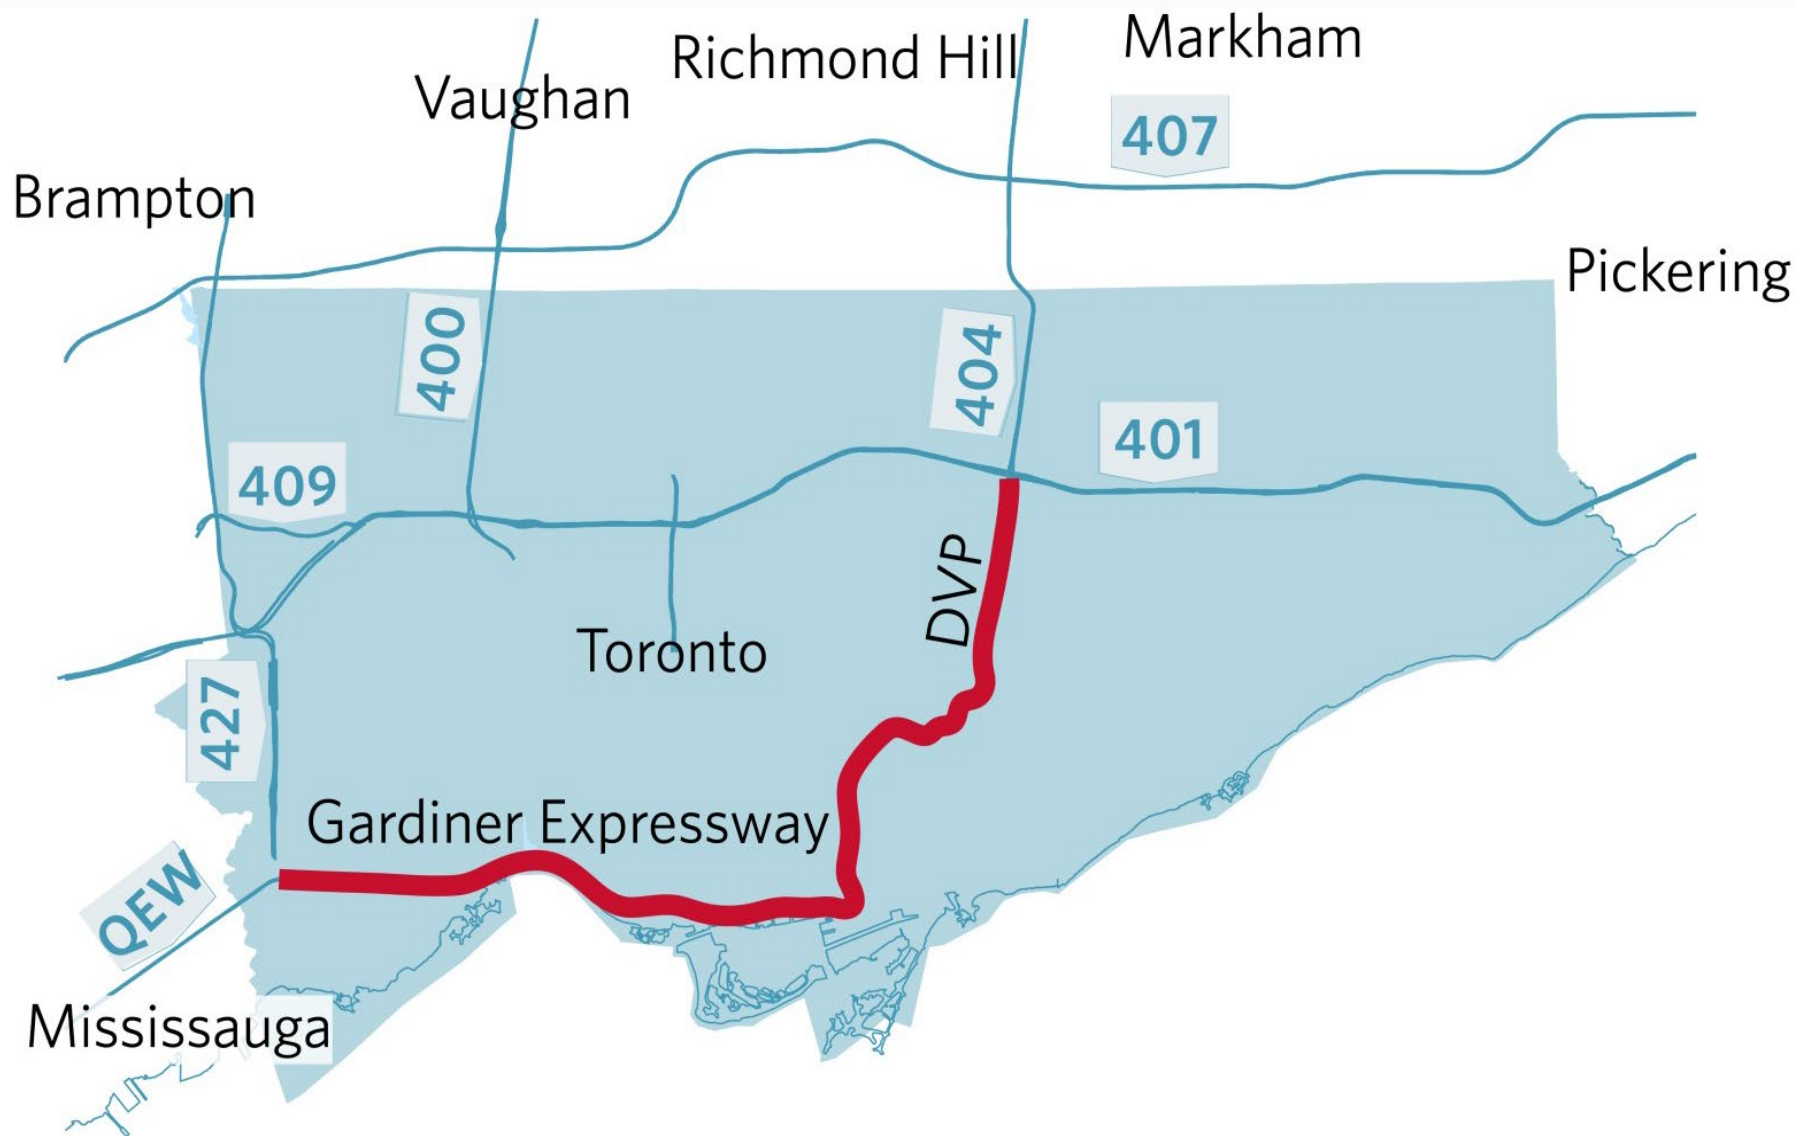 Markham
Richmond Hill
Vaughan
407
Brampton
Pickering
400
404
401
409
DVP
Toronto
427
Gardiner Expressway
QEW
Mississauga